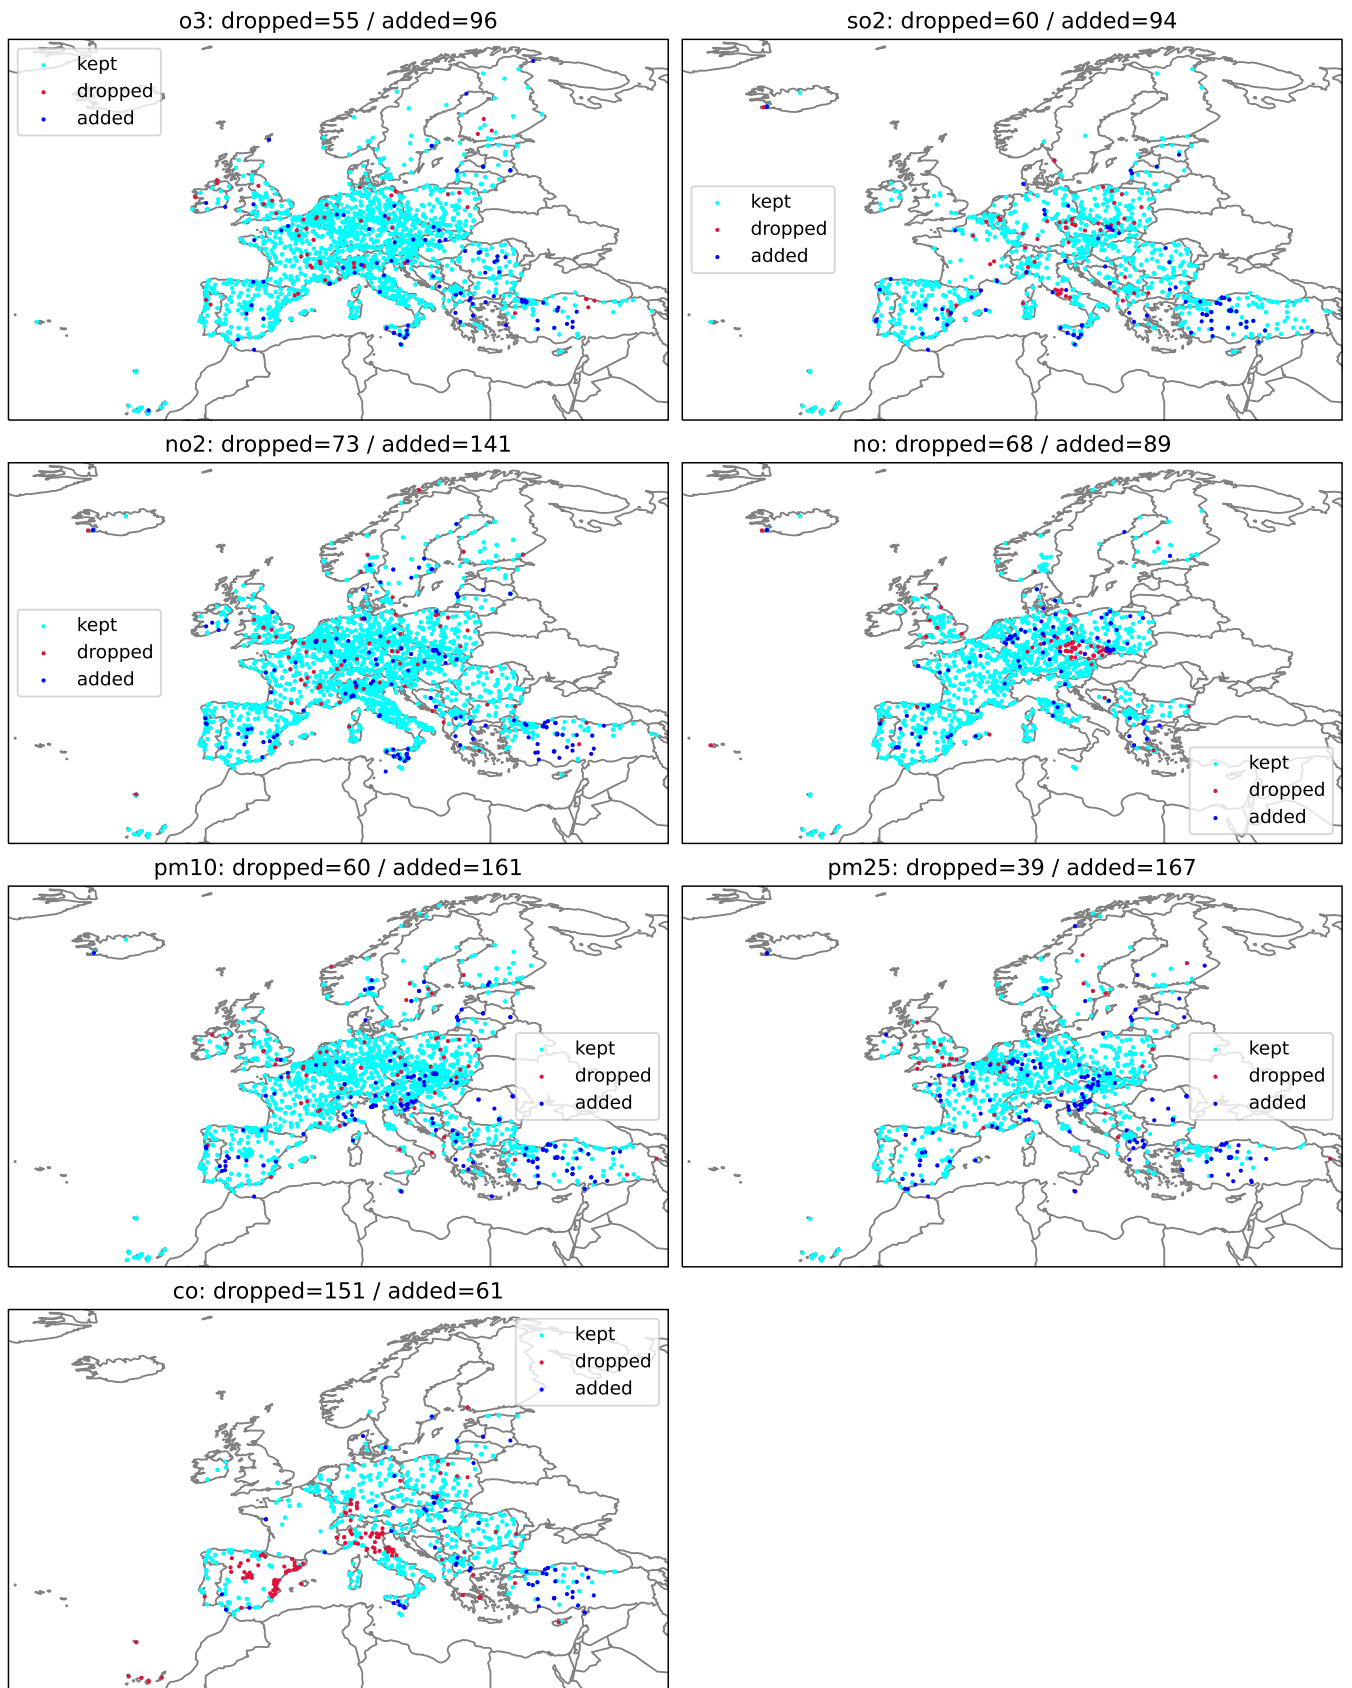 o3: dropped=55 / added=96
kept
dropped
added
so2: dropped=60 / added=94
kept
dropped
added
no2: dropped=73 / added=141
kept
dropped
added
no: dropped=68 / added=89
kept
dropped
added
pm10: dropped=60 / added=161
kept
dropped
added
pm25: dropped=39 / added=167
kept
dropped
added
co: dropped=151 / added=61
kept
dropped
added